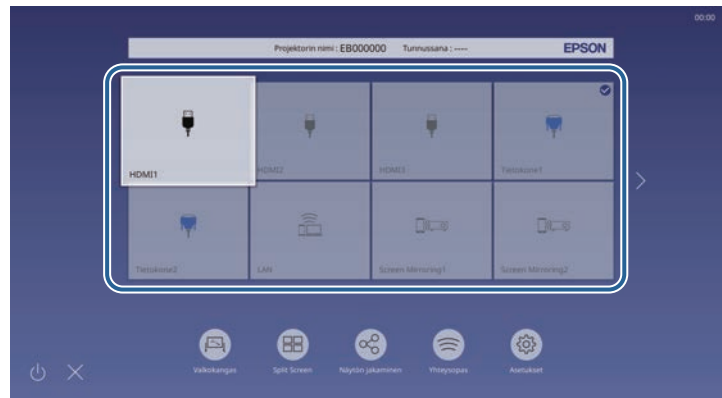 00:00
Projektorin nimi : EB000000 Tunnussana : ---- EPSON
HDMI1 HDMI2 HDMI3 Tietokone1
Tietokone2 LAN Screen Mirroring1 Screen Mirroring2
Valkokangas Split Screen Näytön jakaminen Yhteysopas Asetukset